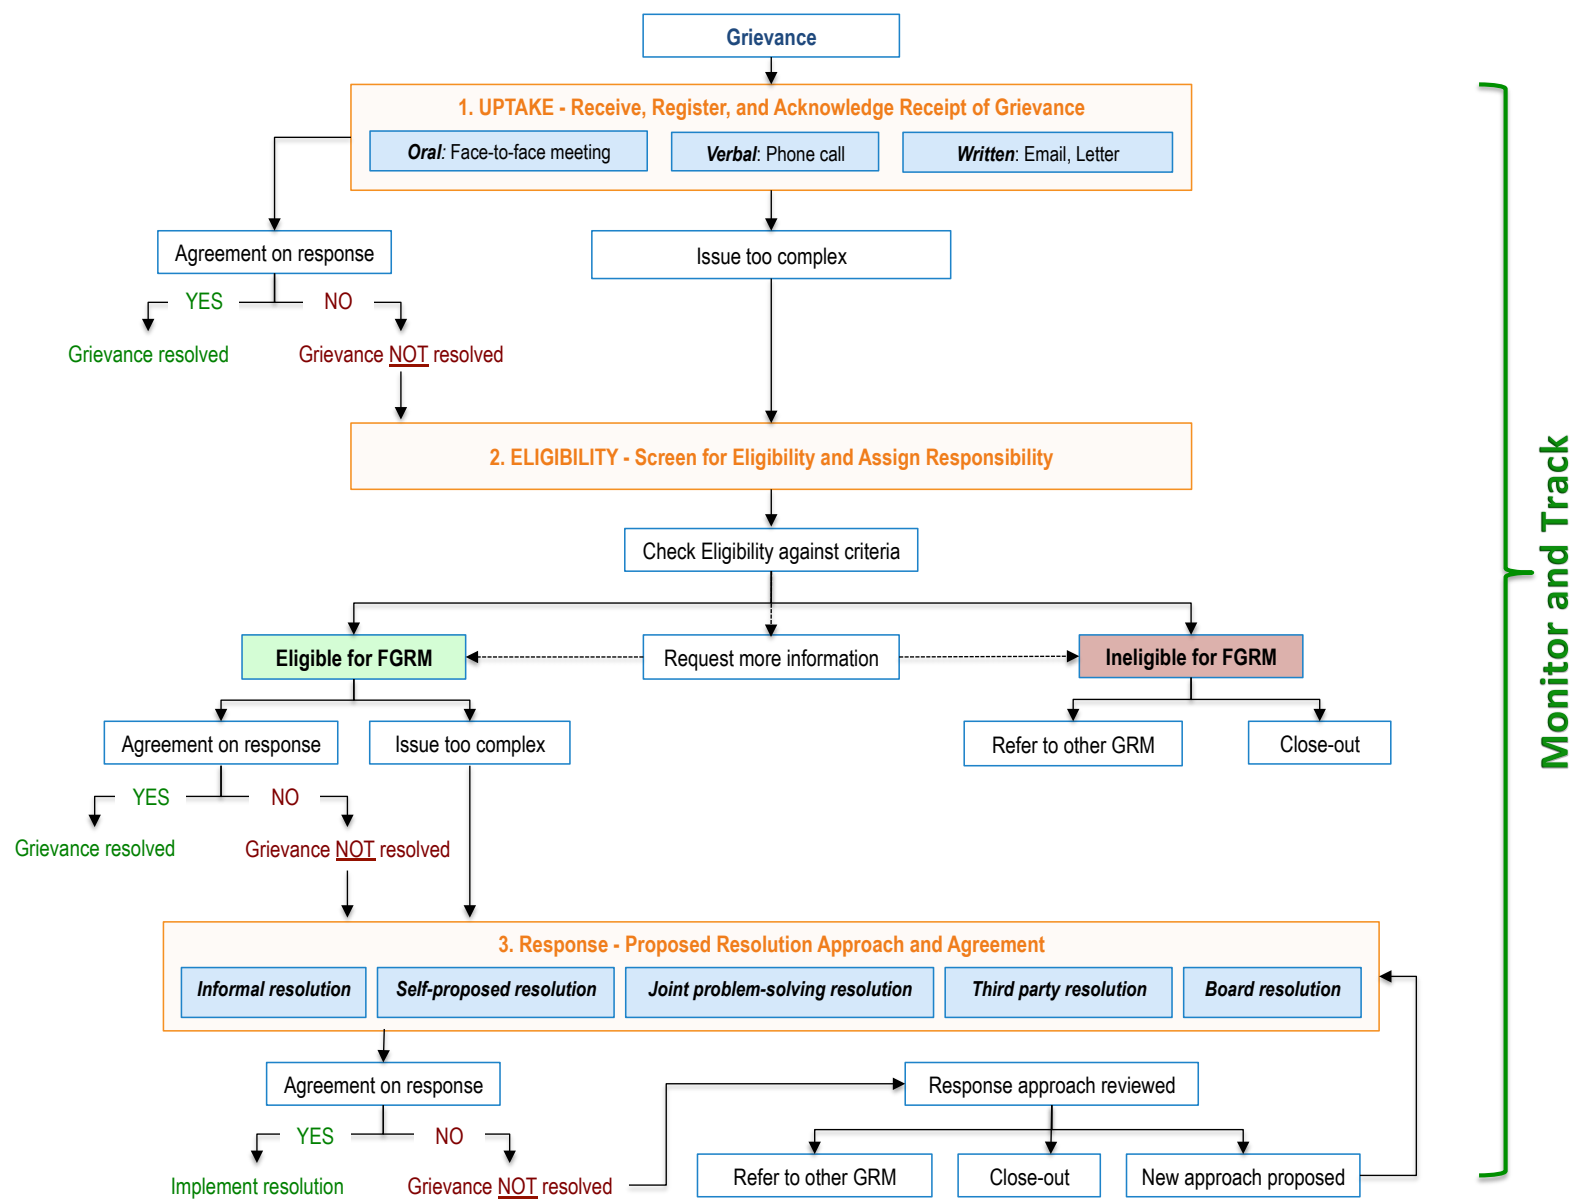 Grievance
1. UPTAKE - Receive, Register, and Acknowledge Receipt of Grievance
Oral: Face-to-face meeting
Verbal: Phone call
Written: Email, Letter
Agreement on response
Issue too complex
YES
NO
Grievance resolved
Grievance NOT resolved
2. ELIGIBILITY - Screen for Eligibility and Assign Responsibility
Check Eligibility against criteria
Eligible for FGRM
Request more information
Ineligible for FGRM
Agreement on response
Issue too complex
Refer to other GRM
Close-out
YES
NO
Grievance resolved
Grievance NOT resolved
3. Response - Proposed Resolution Approach and Agreement
Informal resolution
Self-proposed resolution
Joint problem-solving resolution
Third party resolution
Board resolution
Agreement on response
Response approach reviewed
YES
NO
Implement resolution
Grievance NOT resolved
Refer to other GRM
Close-out
New approach proposed
Monitor and Track